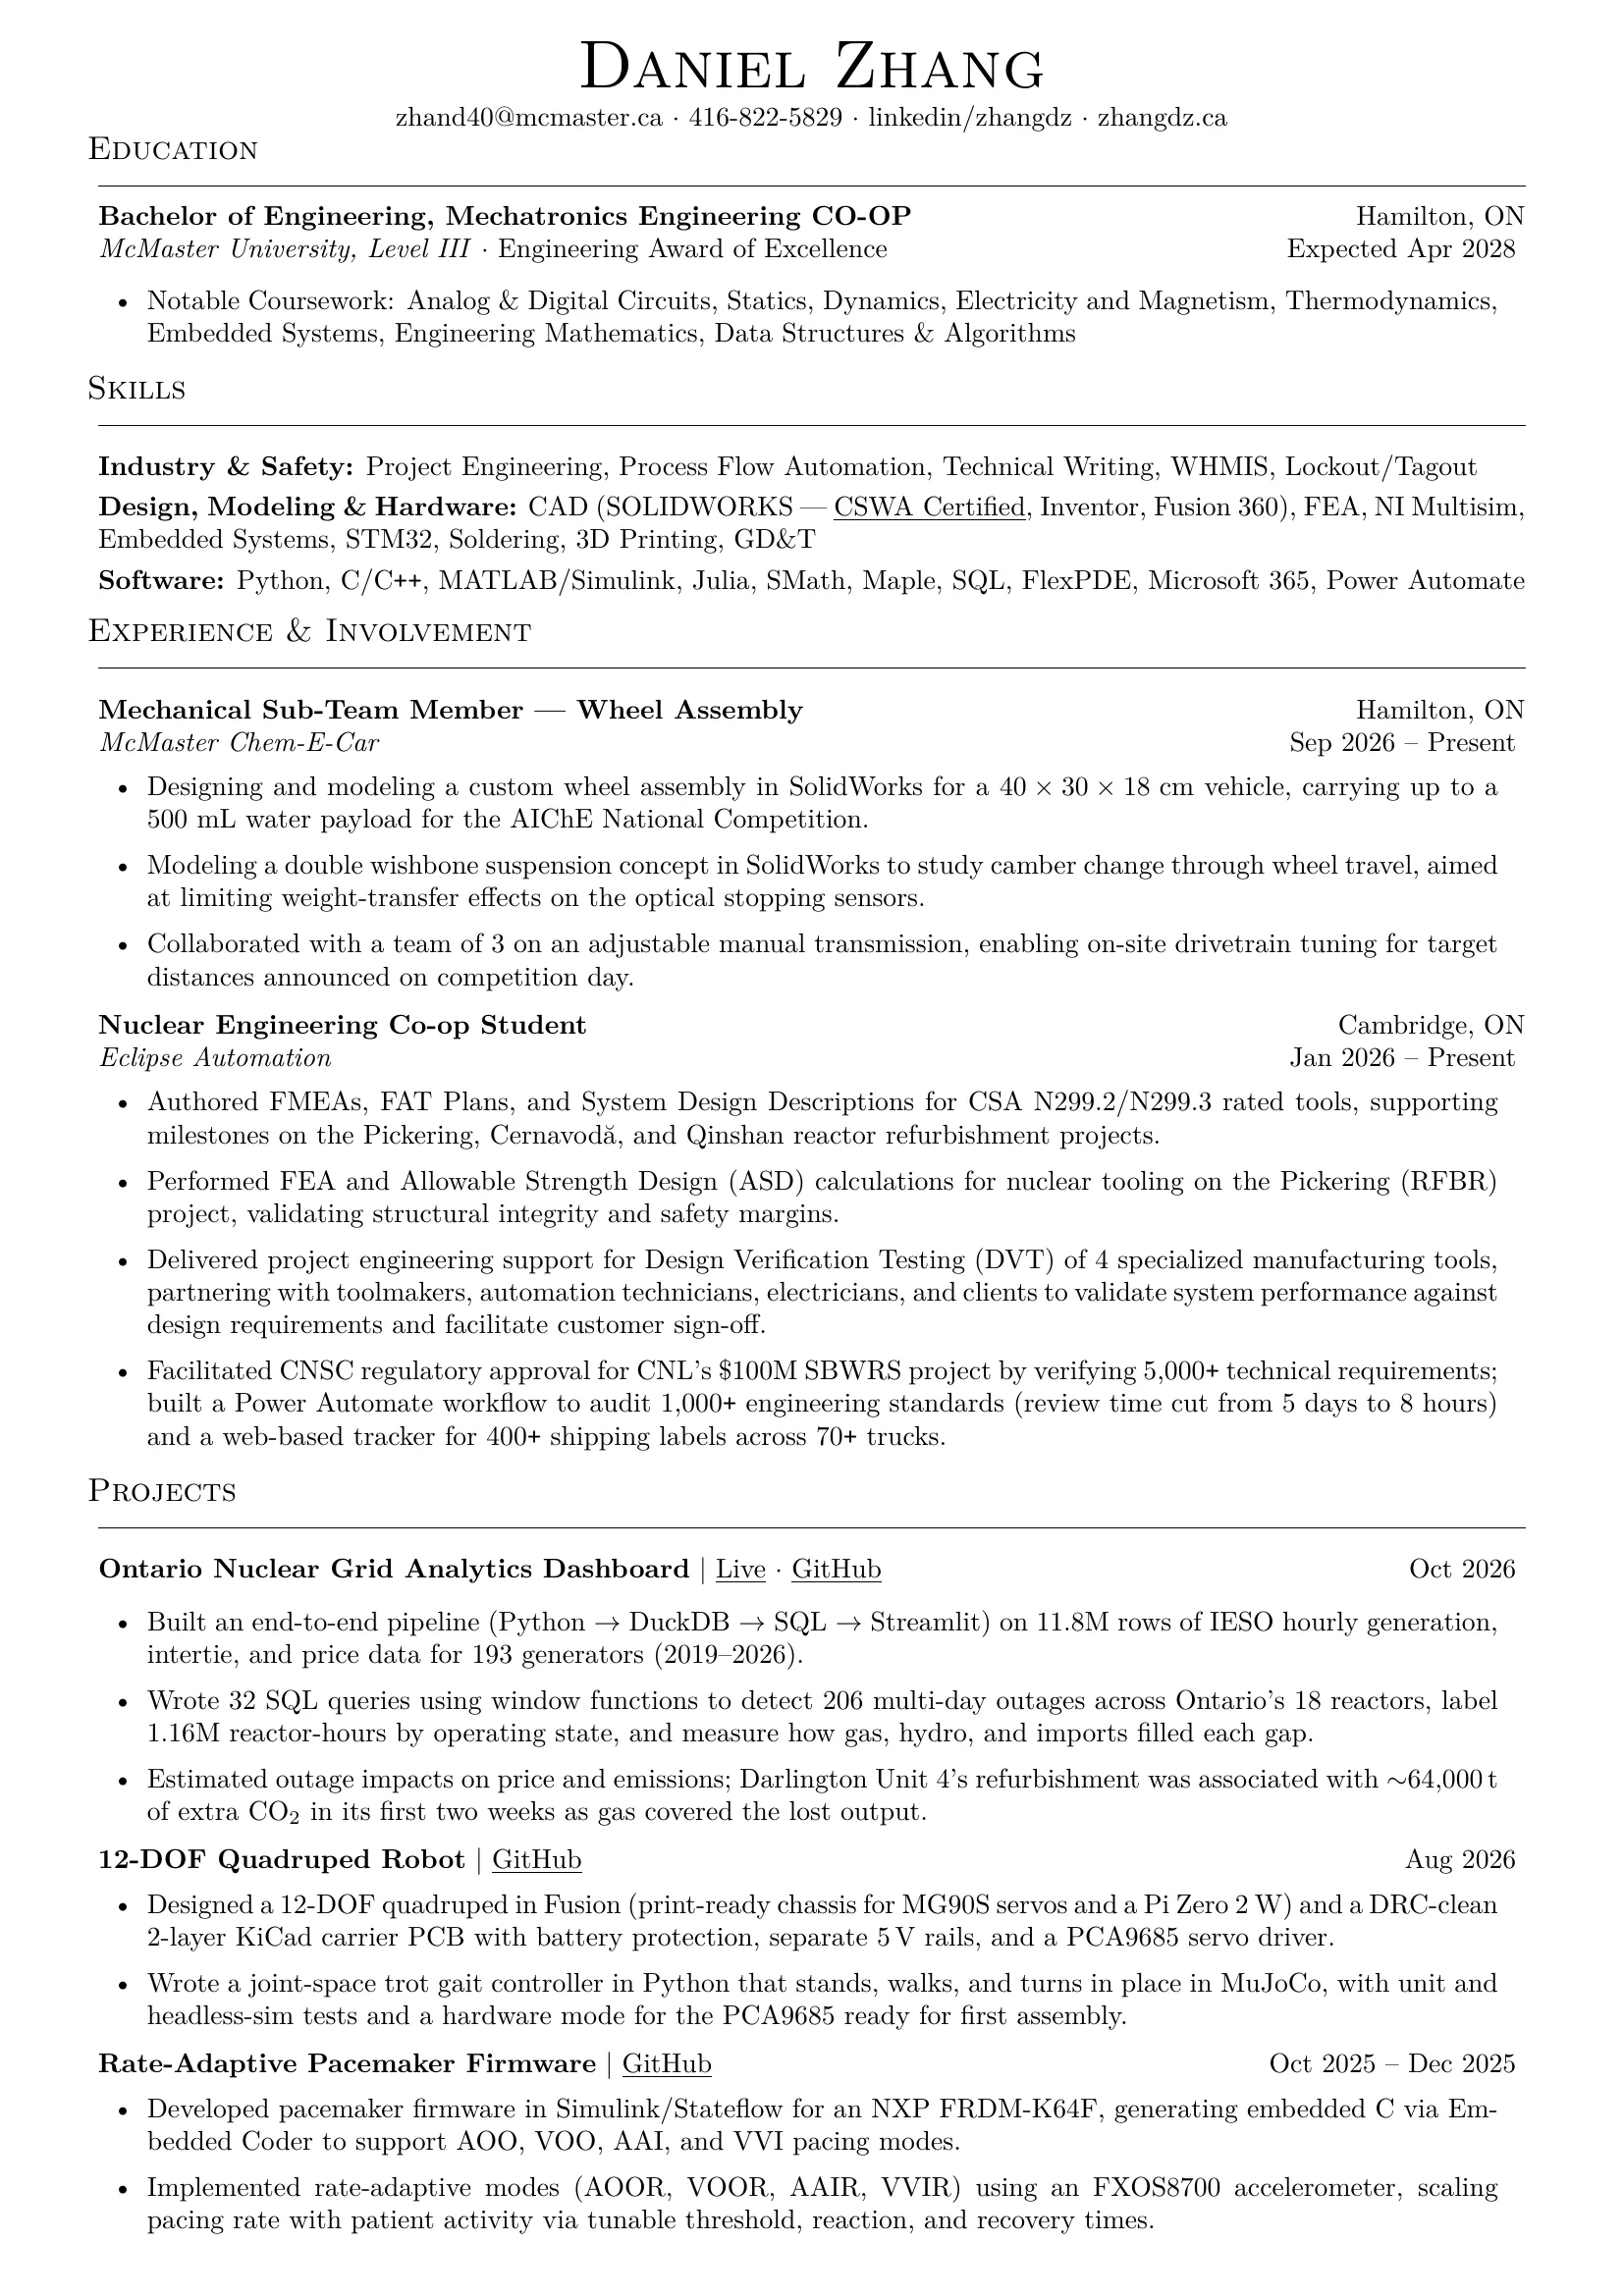 Daniel Zhang
zhand40@mcmaster.ca · 416-822-5829 · linkedin/zhangdz · zhangdz.ca
Education
Bachelor of Engineering, Mechatronics Engineering CO-OP Hamilton, ON
McMaster University, Level III · Engineering Award of Excellence Expected Apr 2028
• Notable Coursework: Analog & Digital Circuits, Statics, Dynamics, Electricity and Magnetism, Thermodynamics,
Embedded Systems, Engineering Mathematics, Data Structures & Algorithms
Skills
Industry & Safety: Project Engineering, Process Flow Automation, Technical Writing, WHMIS, Lockout/Tagout
Design, Modeling & Hardware: CAD (SOLIDWORKS — CSWA Certified, Inventor, Fusion 360), FEA, NI Multisim,
Embedded Systems, STM32, Soldering, 3D Printing, GD&T
Software: Python, C/C++, MATLAB/Simulink, Julia, SMath, Maple, SQL, FlexPDE, Microsoft 365, Power Automate
Experience & Involvement
Mechanical Sub-Team Member — Wheel Assembly Hamilton, ON
McMaster Chem-E-Car Sep 2026 – Present
• Designing and modeling a custom wheel assembly in SolidWorks for a 40 × 30 × 18 cm vehicle, carrying up to a
500 mL water payload for the AIChE National Competition.
• Modeling a double wishbone suspension concept in SolidWorks to study camber change through wheel travel, aimed
at limiting weight-transfer effects on the optical stopping sensors.
• Collaborated with a team of 3 on an adjustable manual transmission, enabling on-site drivetrain tuning for target
distances announced on competition day.
Nuclear Engineering Co-op Student Cambridge, ON
Eclipse Automation Jan 2026 – Present
• Authored FMEAs, FAT Plans, and System Design Descriptions for CSA N299.2/N299.3 rated tools, supporting
milestones on the Pickering, Cernavodă, and Qinshan reactor refurbishment projects.
• Performed FEA and Allowable Strength Design (ASD) calculations for nuclear tooling on the Pickering (RFBR)
project, validating structural integrity and safety margins.
• Delivered project engineering support for Design Verification Testing (DVT) of 4 specialized manufacturing tools,
partnering with toolmakers, automation technicians, electricians, and clients to validate system performance against
design requirements and facilitate customer sign-off.
• Facilitated CNSC regulatory approval for CNL's $100M SBWRS project by verifying 5,000+ technical requirements;
built a Power Automate workflow to audit 1,000+ engineering standards (review time cut from 5 days to 8 hours)
and a web-based tracker for 400+ shipping labels across 70+ trucks.
Projects
Ontario Nuclear Grid Analytics Dashboard | Live · GitHub Oct 2026
• Built an end-to-end pipeline (Python → DuckDB → SQL → Streamlit) on 11.8M rows of IESO hourly generation,
intertie, and price data for 193 generators (2019–2026).
• Wrote 32 SQL queries using window functions to detect 206 multi-day outages across Ontario's 18 reactors, label
1.16M reactor-hours by operating state, and measure how gas, hydro, and imports filled each gap.
• Estimated outage impacts on price and emissions; Darlington Unit 4's refurbishment was associated with ~64,000 t
of extra CO₂ in its first two weeks as gas covered the lost output.
12-DOF Quadruped Robot | GitHub Aug 2026
• Designed a 12-DOF quadruped in Fusion (print-ready chassis for MG90S servos and a Pi Zero 2 W) and a DRC-clean
2-layer KiCad carrier PCB with battery protection, separate 5 V rails, and a PCA9685 servo driver.
• Wrote a joint-space trot gait controller in Python that stands, walks, and turns in place in MuJoCo, with unit and
headless-sim tests and a hardware mode for the PCA9685 ready for first assembly.
Rate-Adaptive Pacemaker Firmware | GitHub Oct 2025 – Dec 2025
• Developed pacemaker firmware in Simulink/Stateflow for an NXP FRDM-K64F, generating embedded C via Em-
bedded Coder to support AOO, VOO, AAI, and VVI pacing modes.
• Implemented rate-adaptive modes (AOOR, VOOR, AAIR, VVIR) using an FXOS8700 accelerometer, scaling
pacing rate with patient activity via tunable threshold, reaction, and recovery times.